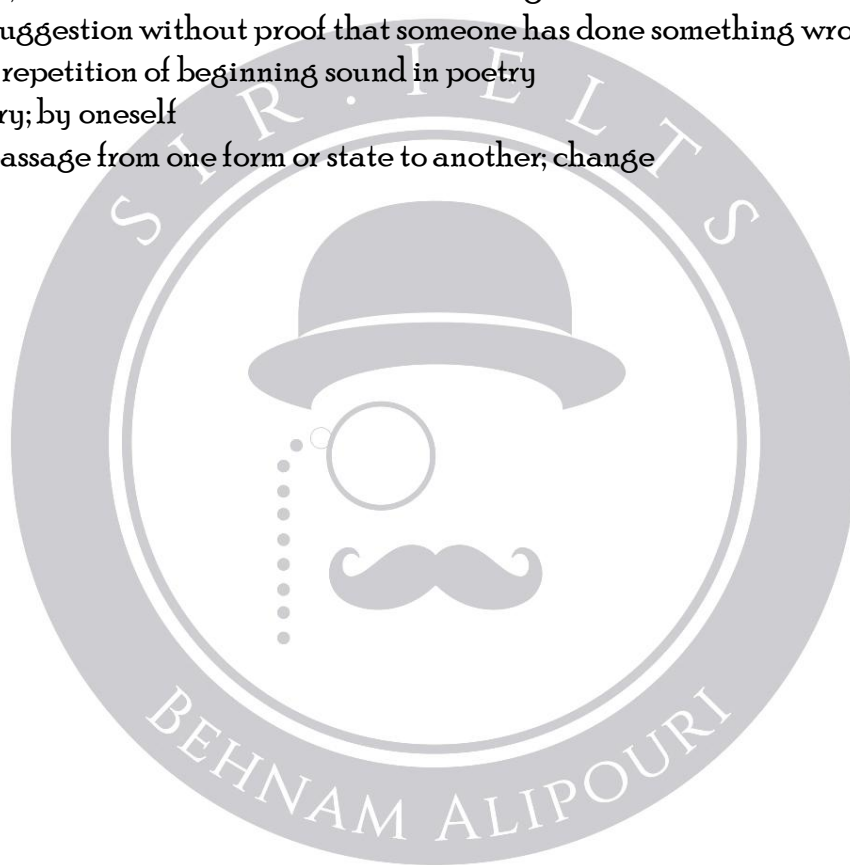 uggestion without proof that someone has done something wro
repetition of beginning sound in poetry
ry; by oneself
assage from one form or state to another; change
SIR.IELTS
BEHNAM ALIPOURI